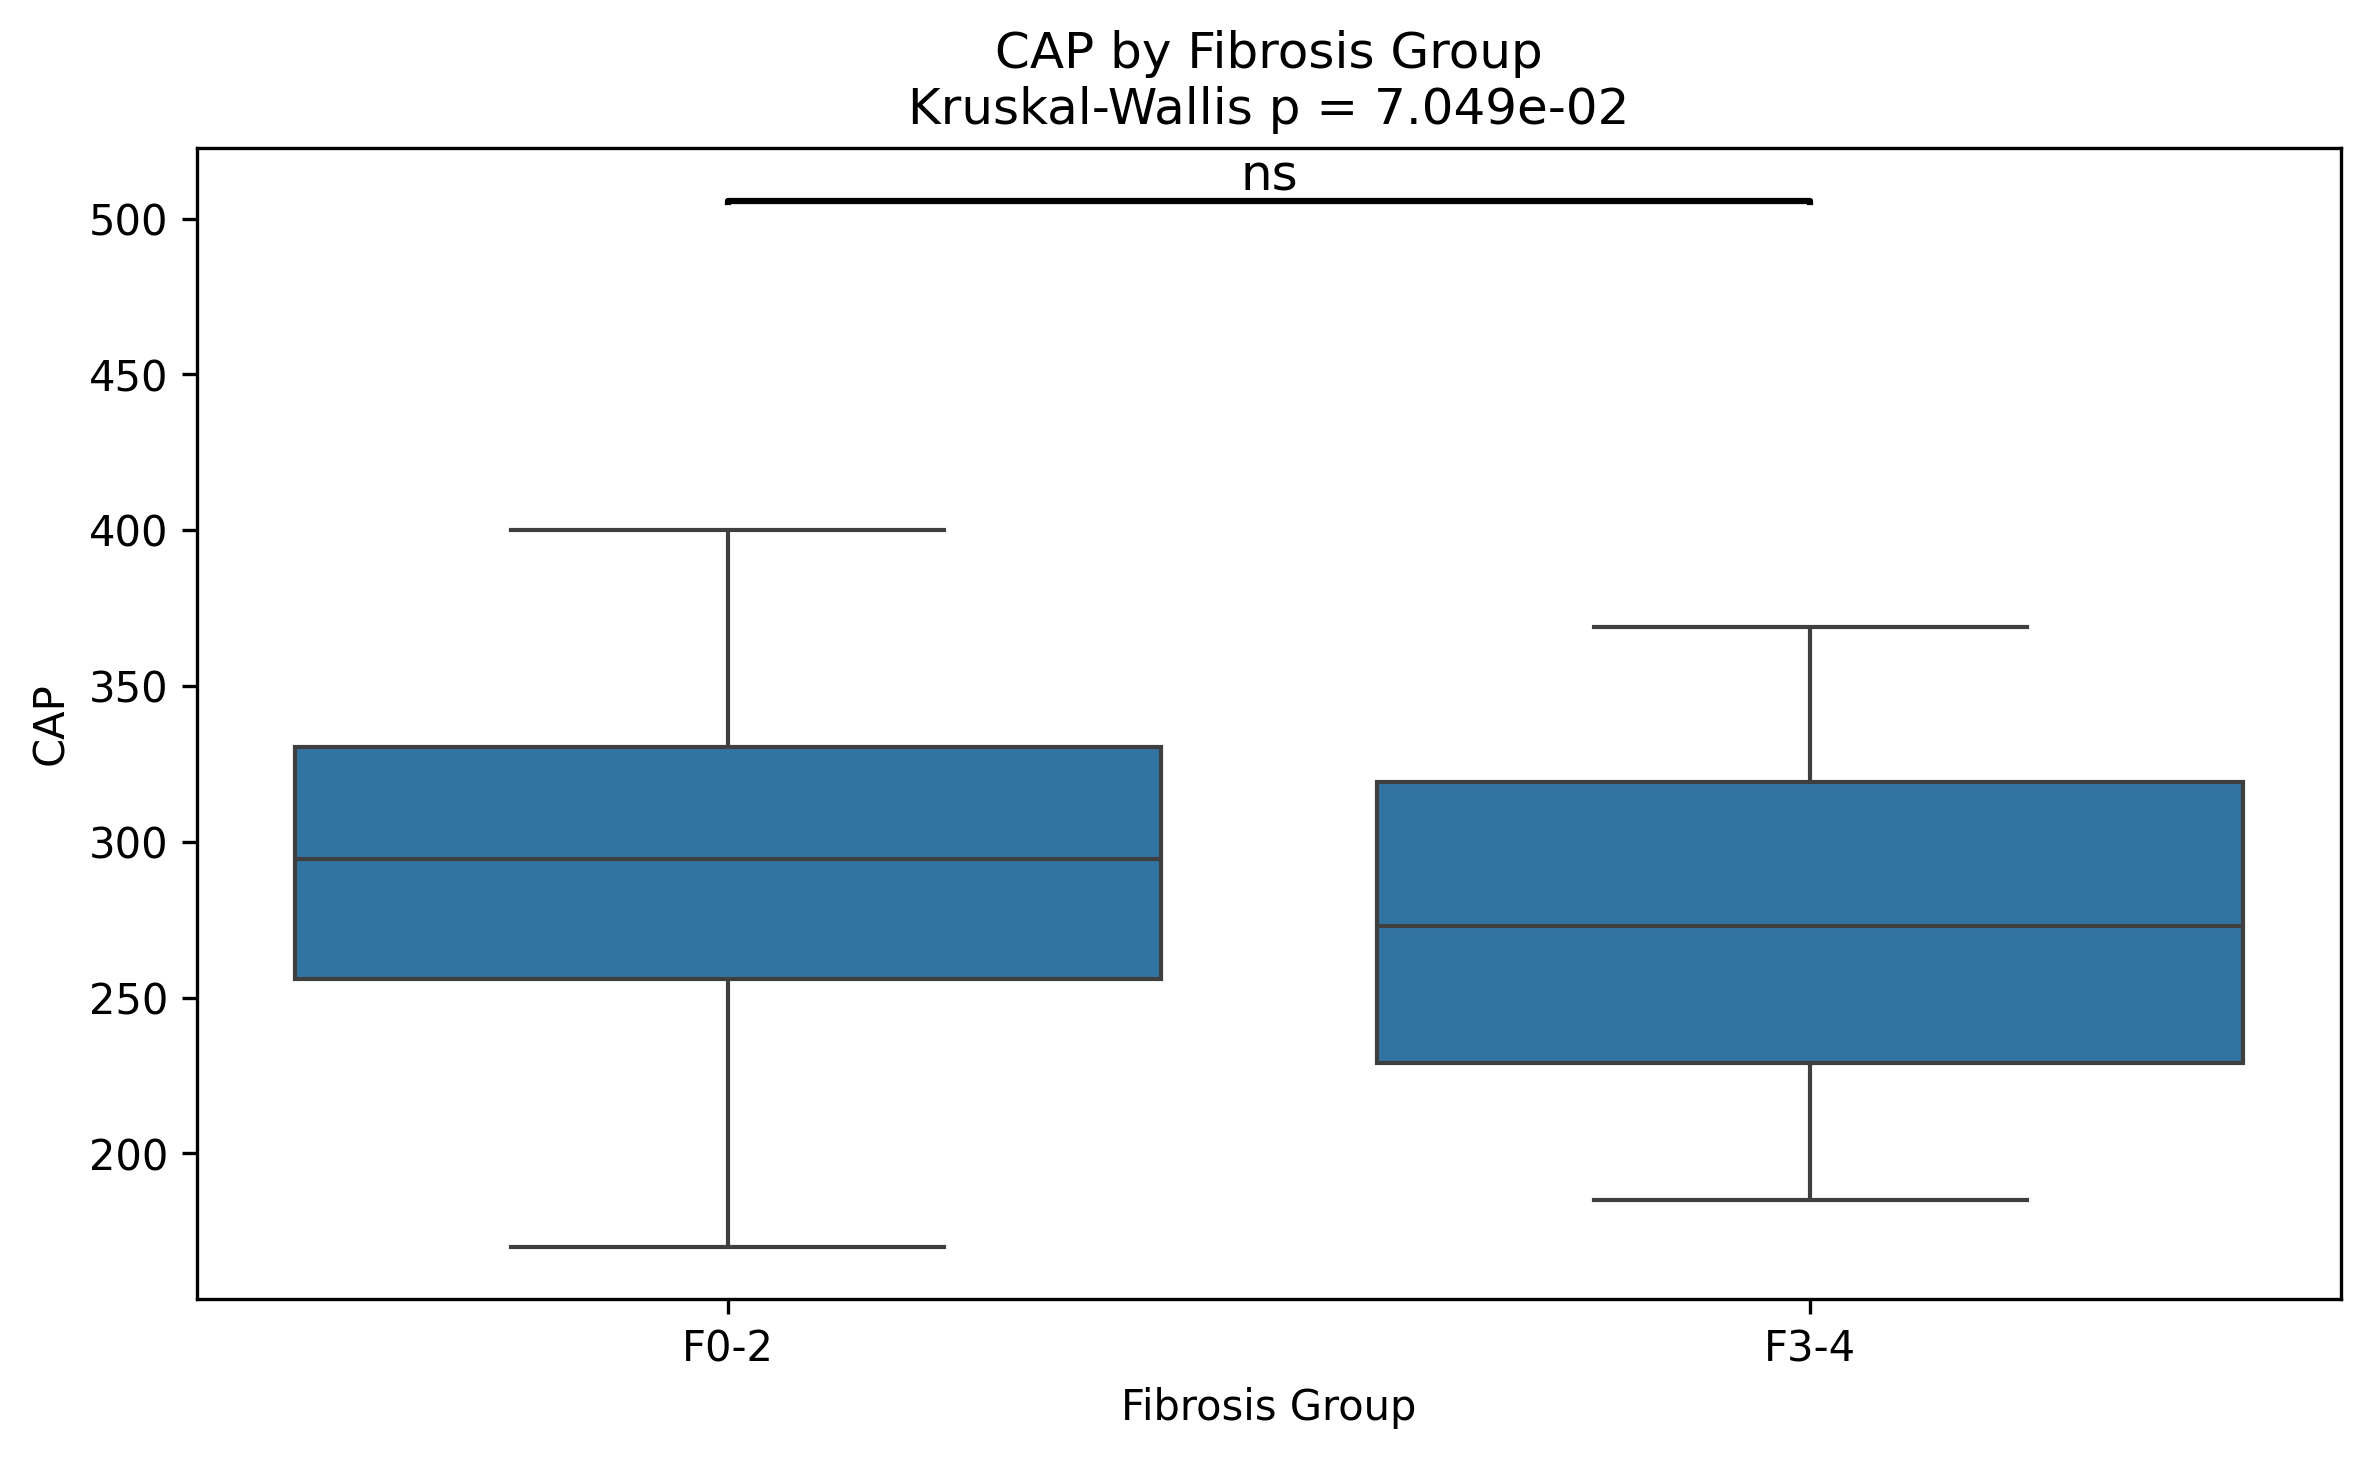 CAP by Fibrosis Group
Kruskal-Wallis p = 7.049e-02
ns
500
450
400
350
300
250
200
CAP
F0-2
F3-4
Fibrosis Group